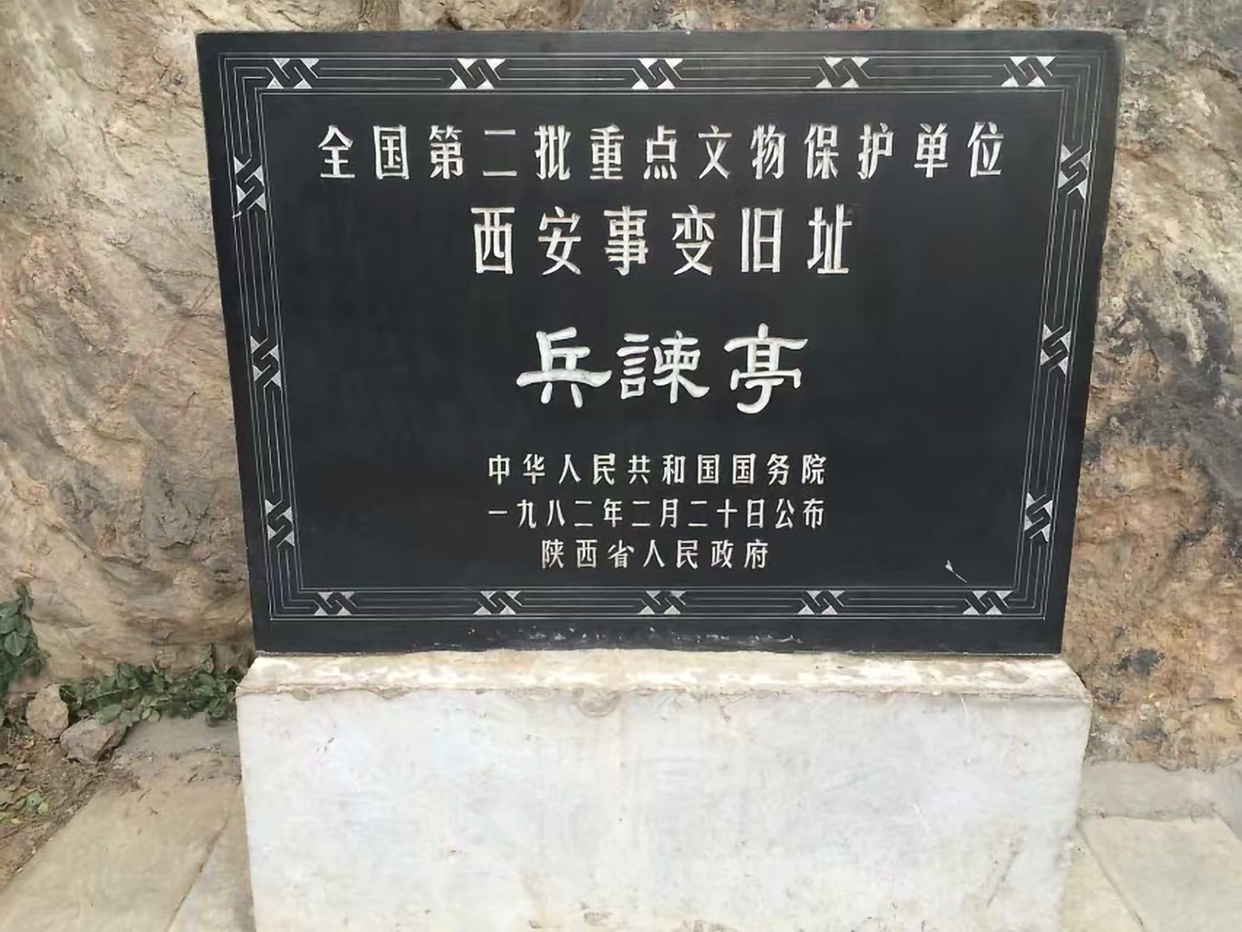 全国第二批重点文物保护单位
西安事变旧址
兵諫亭
中华人民共和国国务院
一九八二年二月二十日公布
陕西省人民政府